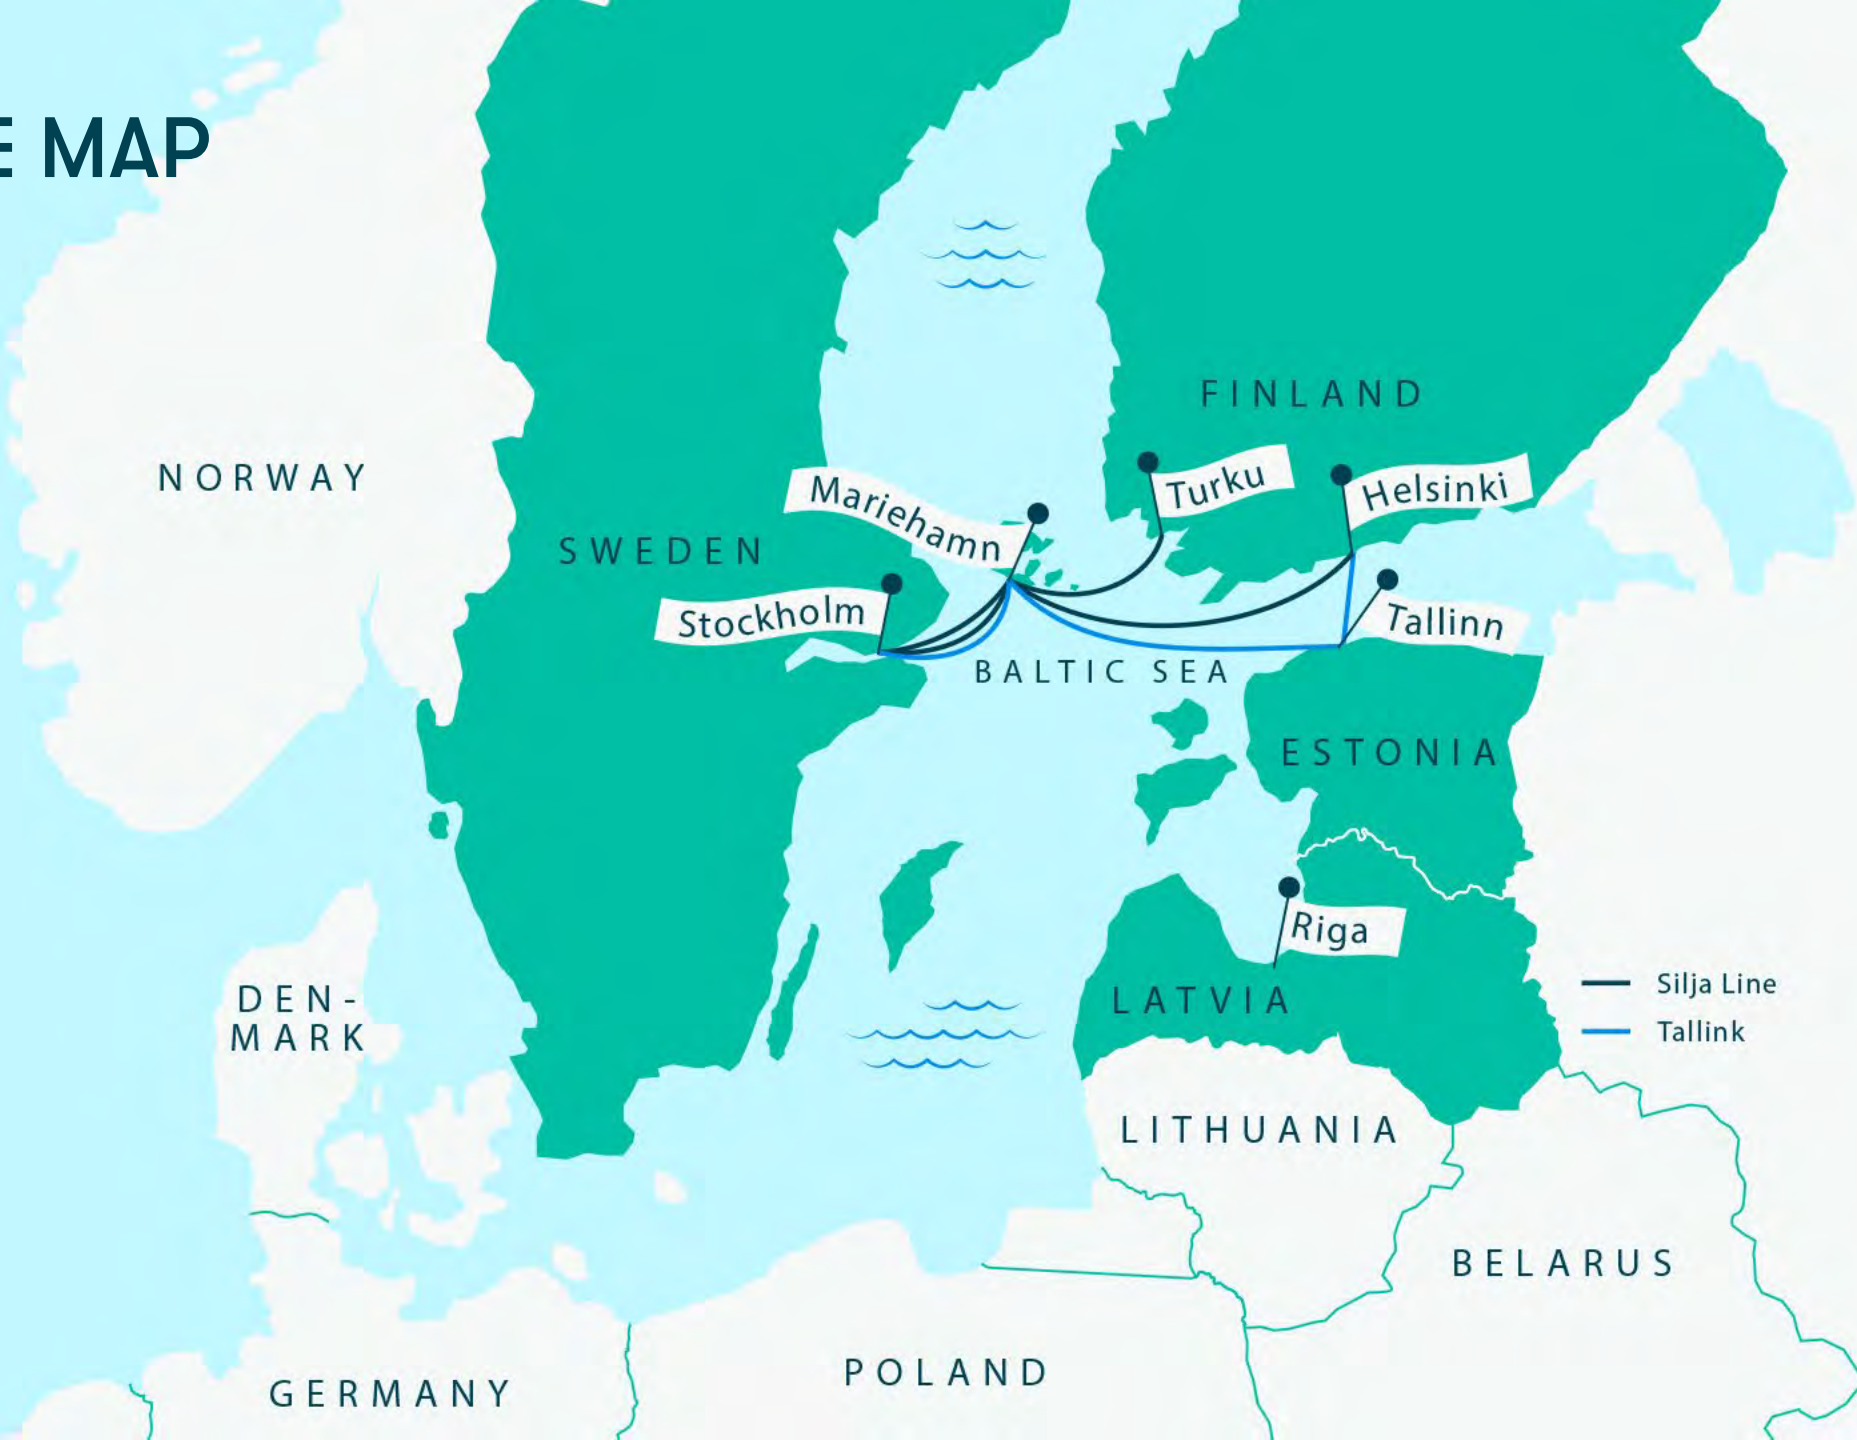 E MAP
FINLAND
NORWAY
Mariehamn
Turku
Helsinki
SWEDEN
Stockholm
Tallinn
BALTIC SEA
ESTONIA
Riga
DEN-
MARK
LATVIA
Silja Line
Tallink
LITHUANIA
BELARUS
GERMANY
POLAND